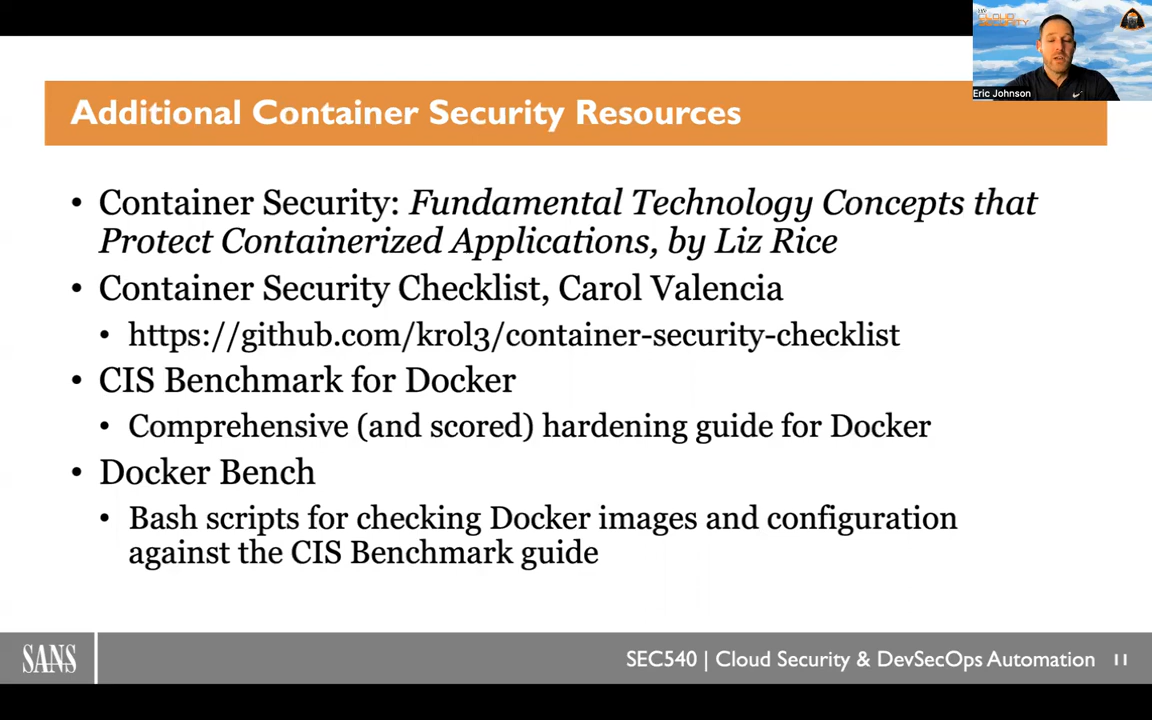 CLOUD
SECURITY
Eric Johnson
Additional Container Security Resources
• Container Security: Fundamental Technology Concepts that
Protect Containerized Applications, by Liz Rice
• Container Security Checklist, Carol Valencia
• https://github.com/krol3/container-security-checklist
• CIS Benchmark for Docker
• Comprehensive (and scored) hardening guide for Docker
• Docker Bench
• Bash scripts for checking Docker images and configuration
against the CIS Benchmark guide
SANS
SEC540 | Cloud Security & DevSecOps Automation 11